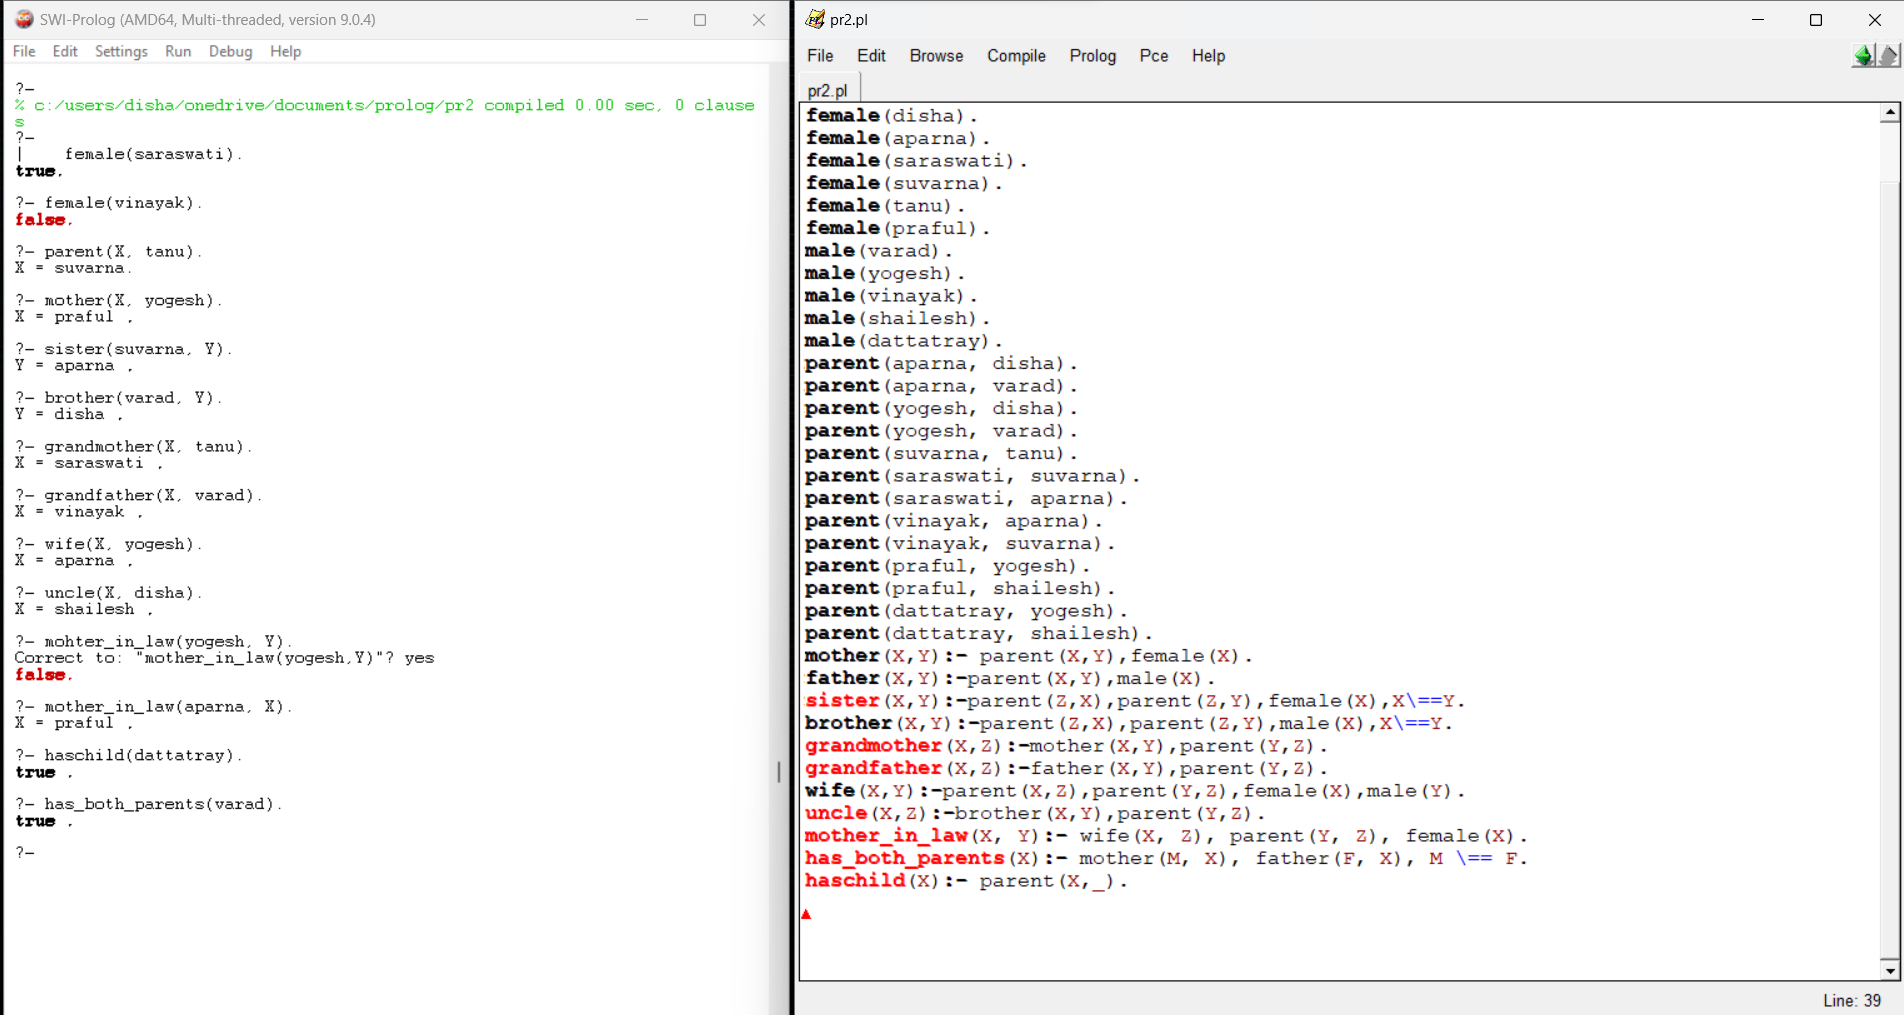 SWI-Prolog (AMD64, Multi-threaded, version 9.0.4)
File Edit Settings Run Debug Help
?-
% c:/users/disha/onedrive/documents/prolog/pr2 compiled 0.00 sec, 0 clause
s
?-
|    female(saraswati).
true.
?- female(vinayak).
false.
?- parent(X, tanu).
X = suvarna.
?- mother(X, yogesh).
X = praful .
?- sister(suvarna, Y).
Y = aparna .
?- brother(varad, Y).
Y = disha .
?- grandmother(X, tanu).
X = saraswati .
?- grandfather(X, varad).
X = vinayak .
?- wife(X, yogesh).
X = aparna .
?- uncle(X, disha).
X = shailesh .
?- mohter_in_law(yogesh, Y).
Correct to: "mother_in_law(yogesh,Y)"? yes
false.
?- mother_in_law(aparna, X).
X = praful .
?- haschild(dattatray).
true .
?- has_both_parents(varad).
true .
?-
pr2.pl
File Edit Browse Compile Prolog Pce Help
pr2.pl
female(disha).
female(aparna).
female(saraswati).
female(suvarna).
female(tanu).
female(praful).
male(varad).
male(yogesh).
male(vinayak).
male(shailesh).
male(dattatray).
parent(aparna, disha).
parent(aparna, varad).
parent(yogesh, disha).
parent(yogesh, varad).
parent(suvarna, tanu).
parent(saraswati, suvarna).
parent(saraswati, aparna).
parent(vinayak, aparna).
parent(vinayak, suvarna).
parent(praful, yogesh).
parent(praful, shailesh).
parent(dattatray, yogesh).
parent(dattatray, shailesh).
mother(X,Y):- parent(X,Y),female(X).
father(X,Y):-parent(X,Y),male(X).
sister(X,Y):-parent(Z,X),parent(Z,Y),female(X),X\==Y.
brother(X,Y):-parent(Z,X),parent(Z,Y),male(X),X\==Y.
grandmother(X,Z):-mother(X,Y),parent(Y,Z).
grandfather(X,Z):-father(X,Y),parent(Y,Z).
wife(X,Y):-parent(X,Z),parent(Y,Z),female(X),male(Y).
uncle(X,Z):-brother(X,Y),parent(Y,Z).
mother_in_law(X, Y):- wife(X, Z), parent(Y, Z), female(X).
has_both_parents(X):- mother(M, X), father(F, X), M \== F.
haschild(X):- parent(X,_).
Line: 39